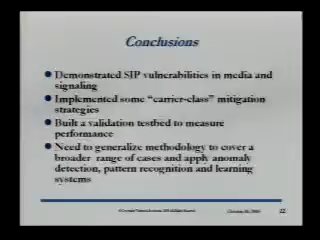 Conclusions
Demonstrated SIP vulnerabilities in media and
signaling
Implemented some "carrier-class" mitigation
strategies
Built a validation testbed to measure
performance
Need to generalize methodology to cover a
broader range of cases and apply anomaly
detection, pattern recognition and learning
systems
22